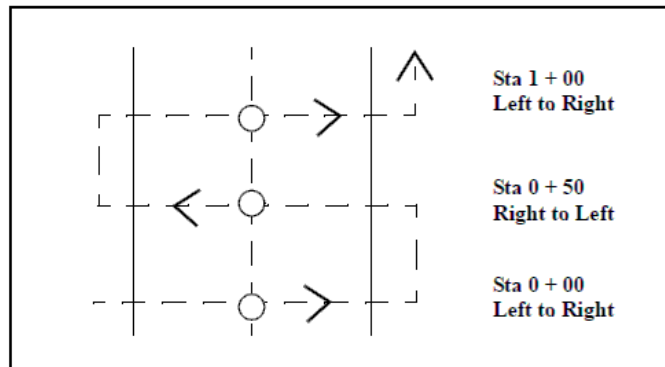 Sta 1 + 00
Left to Right
Sta 0 + 50
Right to Left
Sta 0 + 00
Left to Right